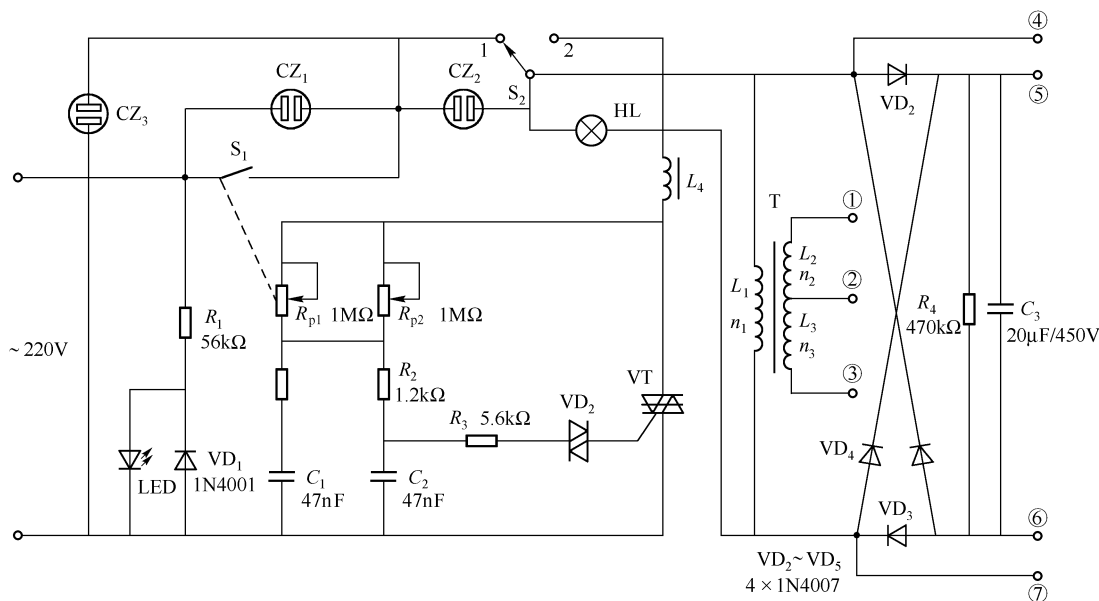 ④
1
2
CZ₁
CZ₂
S₂
⑤
VD₂
CZ₃
HL
S₁
L₄
T
①
L₂
n₂
②
L₁
n₁
L₃
n₃
R₄
470kΩ
C₃
20μF/450V
③
Rp1 1MΩ
Rp2 1MΩ
R₁
56kΩ
~220V
R₂
1.2kΩ
VT
R₃ 5.6kΩ
VD₂
VD₄
LED
VD₁
1N4001
C₁
47nF
C₂
47nF
VD₃
⑥
VD₂~VD₅
4×1N4007
⑦